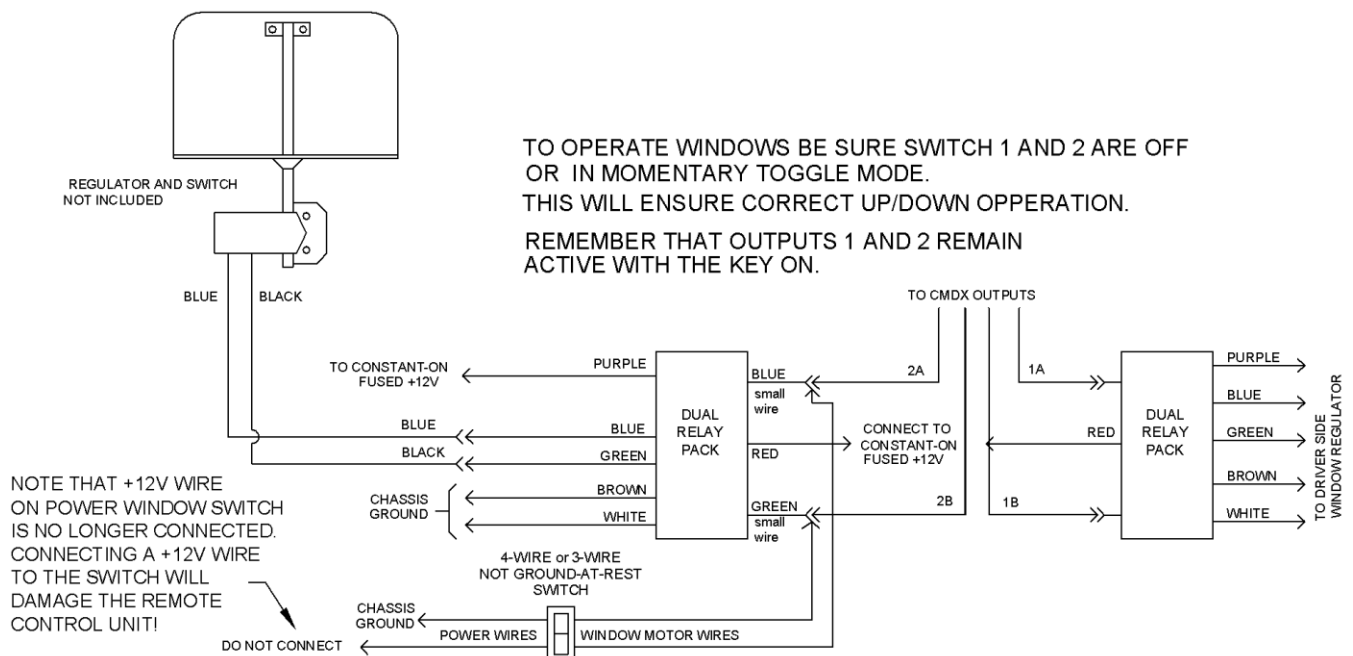 REGULATOR AND SWITCH
NOT INCLUDED
BLUE
BLACK
TO OPERATE WINDOWS BE SURE SWITCH 1 AND 2 ARE OFF
OR IN MOMENTARY TOGGLE MODE.
THIS WILL ENSURE CORRECT UP/DOWN OPPERATION.
REMEMBER THAT OUTPUTS 1 AND 2 REMAIN
ACTIVE WITH THE KEY ON.
TO CMDX OUTPUTS
TO CONSTANT-ON
FUSED +12V
PURPLE
BLUE
BLUE
BLACK
GREEN
CHASSIS
GROUND
BROWN
WHITE
DUAL
RELAY
PACK
BLUE
small
wire
RED
GREEN
small
wire
2A
CONNECT TO
CONSTANT-ON
FUSED +12V
2B
1A
RED
1B
DUAL
RELAY
PACK
PURPLE
BLUE
GREEN
BROWN
WHITE
TO DRIVER SIDE
WINDOW REGULATOR
NOTE THAT +12V WIRE
ON POWER WINDOW SWITCH
IS NO LONGER CONNECTED.
CONNECTING A +12V WIRE
TO THE SWITCH WILL
DAMAGE THE REMOTE
CONTROL UNIT!
4-WIRE or 3-WIRE
NOT GROUND-AT-REST
SWITCH
CHASSIS
GROUND
POWER WIRES
WINDOW MOTOR WIRES
DO NOT CONNECT